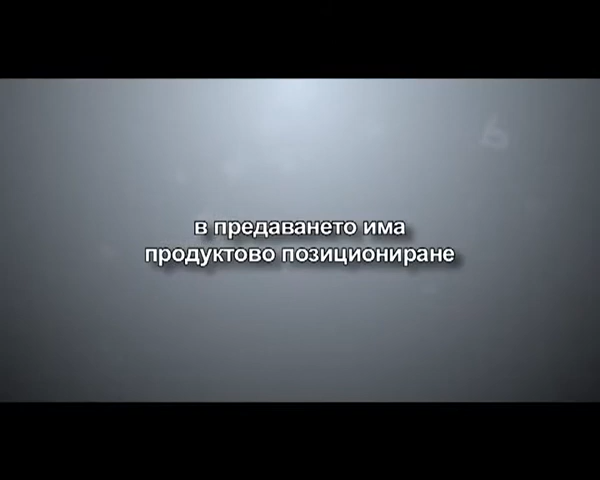 в предаването има
продуктово позициониране